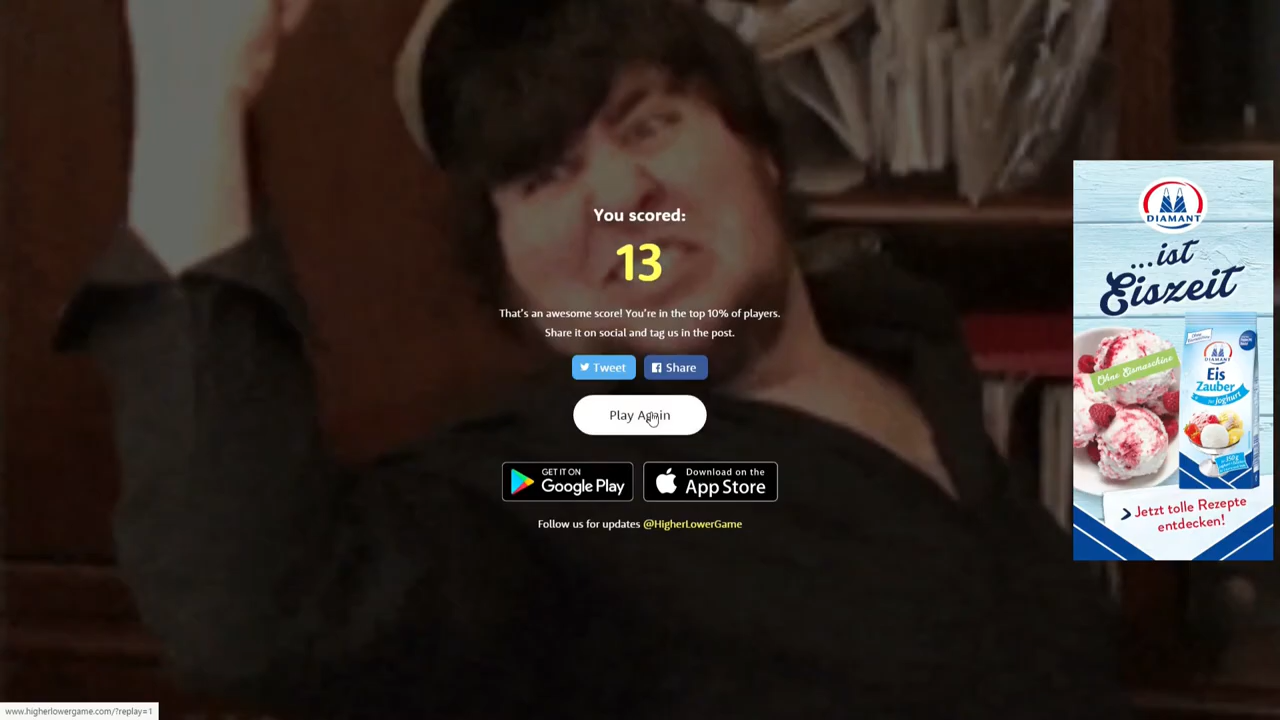 You scored:
13
That's an awesome score! You're in the top 10% of players.
Share it on social and tag us in the post.
Tweet
Share
Play Again
GET IT ON
Google Play
Download on the
App Store
Follow us for updates @HigherLowerGame
DIAMANT
...ist
Eiszeit
Ohne Eismaschine
DIAMANT
Eis
Zauber
für Joghurt
Jetzt tolle Rezepte
entdecken!
www.higherlowergame.com/?replay=1